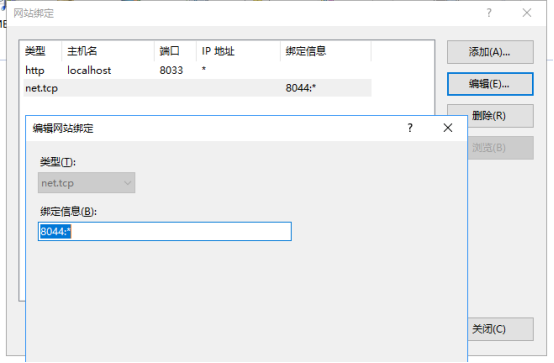 网站绑定
类型 主机名 端口 IP 地址 绑定信息
http localhost 8033 *
net.tcp 8044:*
添加(A)...
编辑(E)...
删除(R)
浏览(B)
编辑网站绑定
类型(T):
net.tcp
绑定信息(B):
8044:*
关闭(C)